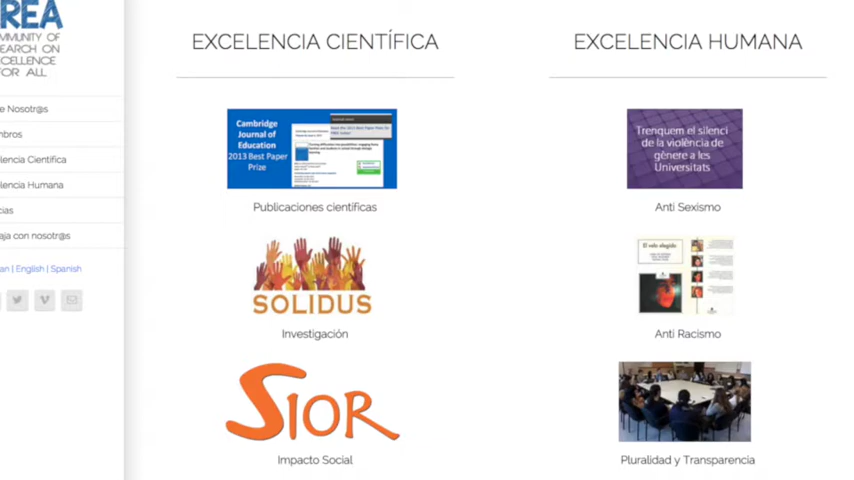 REA
MMUNITY OF
EARCH ON
CELLENCE
FOR ALL
e Nosotr@s
mbros
lencia Científica
lencia Humana
cias
aja con nosotr@s
an | English | Spanish
EXCELENCIA CIENTÍFICA
Cambridge
Journal of
Education
2013 Best Paper
Prize
Publicaciones científicas
SOLIDUS
Investigación
SIOR
Impacto Social
EXCELENCIA HUMANA
Trenquem el silenci
de la violència de
gènere a les
Universitats
Anti Sexismo
El velo elegido
Anti Racismo
Pluralidad y Transparencia